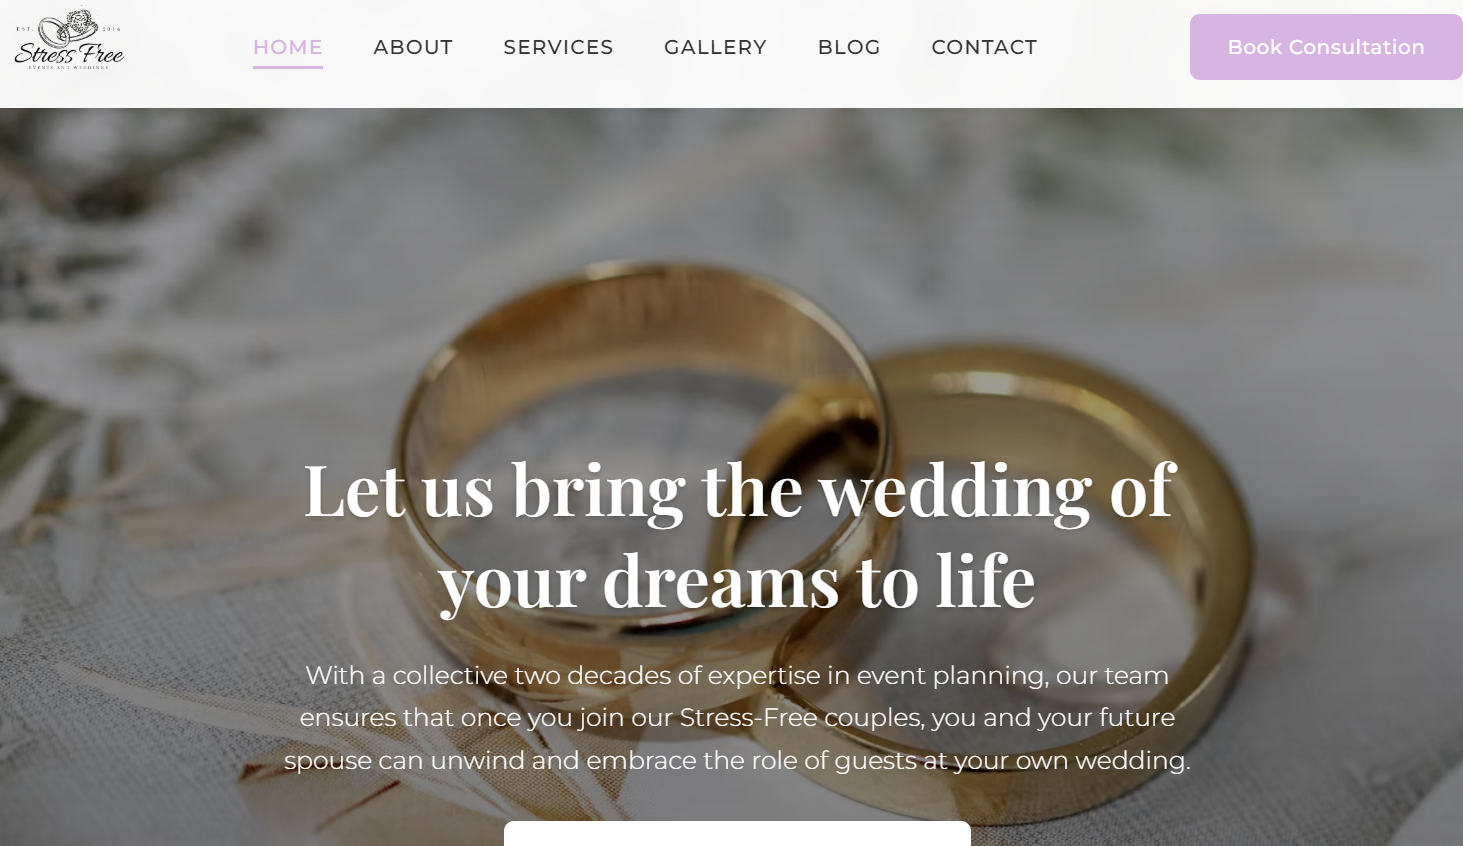 EST. 2016
Stress Free
EVENTS AND WEDDINGS
HOME ABOUT SERVICES GALLERY BLOG CONTACT
Book Consultation
Let us bring the wedding of
your dreams to life
With a collective two decades of expertise in event planning, our team
ensures that once you join our Stress-Free couples, you and your future
spouse can unwind and embrace the role of guests at your own wedding.